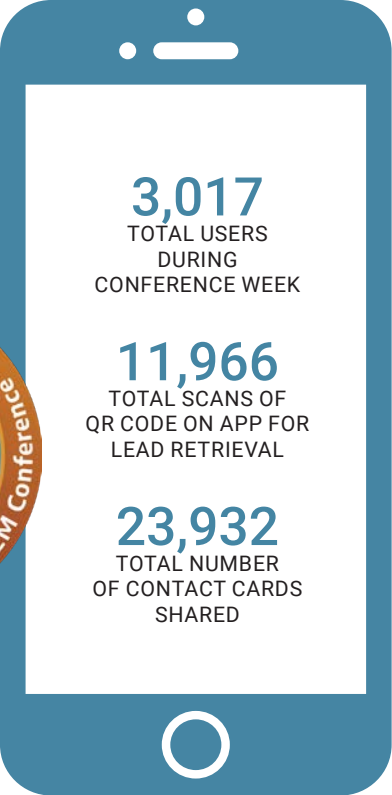 3,017
TOTAL USERS
DURING
CONFERENCE WEEK
11,966
TOTAL SCANS OF
QR CODE ON APP FOR
LEAD RETRIEVAL
23,932
TOTAL NUMBER
OF CONTACT CARDS
SHARED
Conference